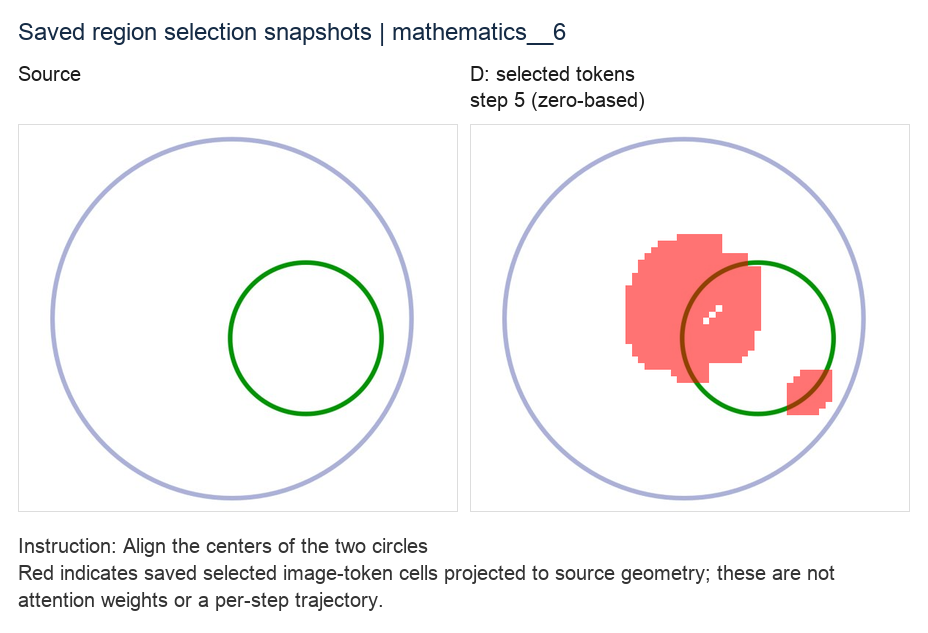 Saved region selection snapshots | mathematics__6
Source
D: selected tokens
step 5 (zero-based)
Instruction: Align the centers of the two circles
Red indicates saved selected image-token cells projected to source geometry; these are not
attention weights or a per-step trajectory.